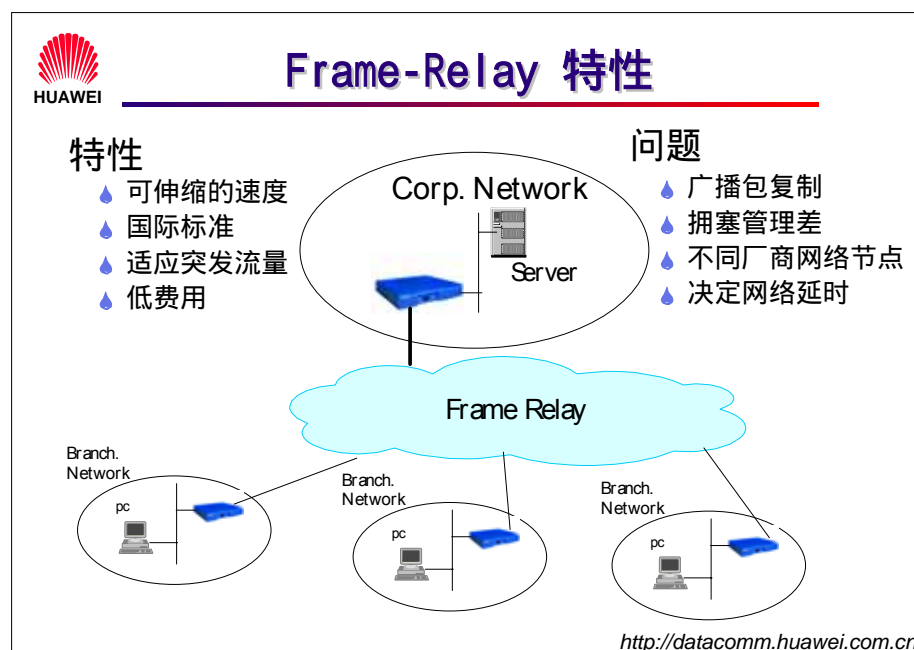 HUAWEI
Frame-Relay 特性
特性
可伸缩的速度
国际标准
适应突发流量
低费用
问题
广播包复制
拥塞管理差
不同厂商网络节点
决定网络延时
Corp. Network
Server
Frame Relay
Branch.
Network
pc
Branch.
Network
pc
Branch.
Network
pc
http://datacomm.huawei.com.cn